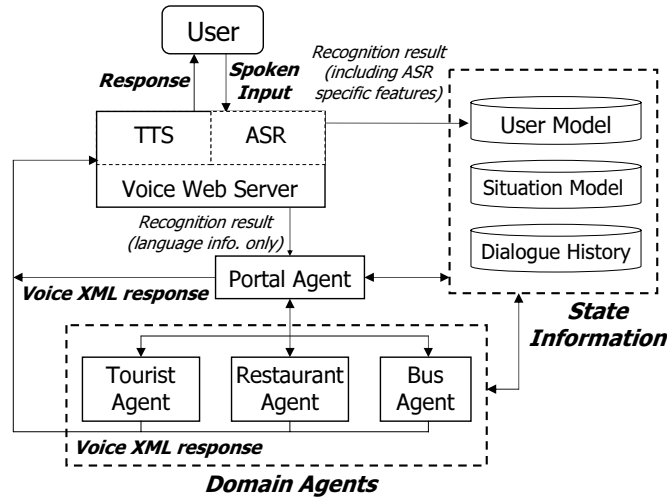 User
Response
Spoken
Input
Recognition result
(including ASR
specific features)
TTS
ASR
Voice Web Server
User Model
Situation Model
Dialogue History
State
Information
Recognition result
(language info. only)
Portal Agent
Voice XML response
Tourist
Agent
Restaurant
Agent
Bus
Agent
Voice XML response
Domain Agents